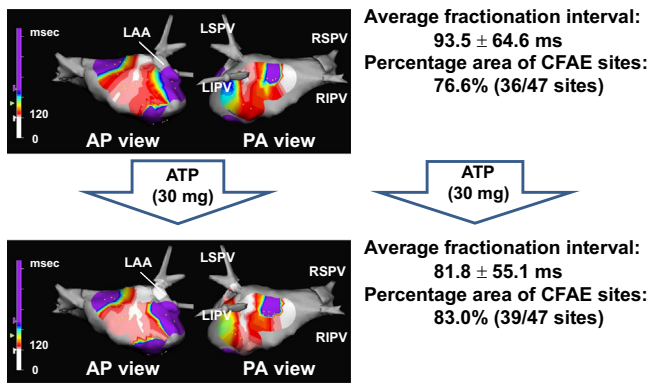 msec
LAA
LSPV
RSPV
LIPV
RIPV
120
0
AP view
PA view
Average fractionation interval:
93.5 ± 64.6 ms
Percentage area of CFAE sites:
76.6% (36/47 sites)
ATP
(30 mg)
ATP
(30 mg)
msec
LAA
LSPV
RSPV
LIPV
RIPV
120
0
AP view
PA view
Average fractionation interval:
81.8 ± 55.1 ms
Percentage area of CFAE sites:
83.0% (39/47 sites)